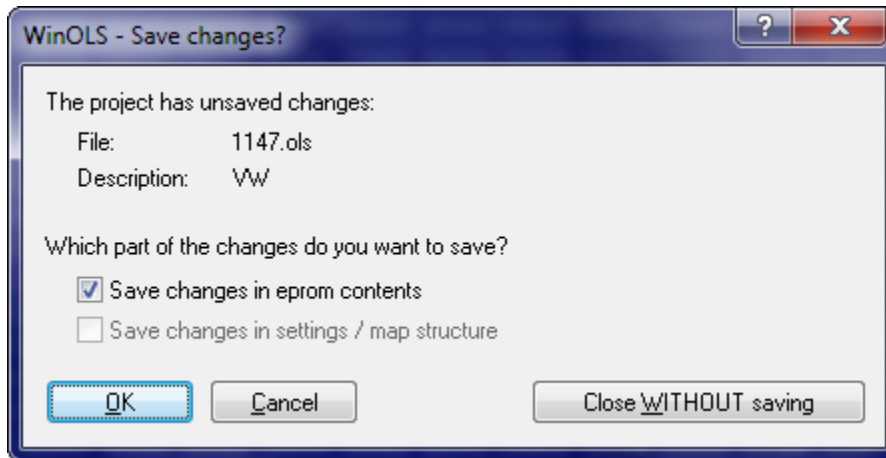 WinOLS - Save changes?
?
X
The project has unsaved changes:
File: 1147.ols
Description: VW
Which part of the changes do you want to save?
Save changes in eprom contents
Save changes in settings / map structure
OK Cancel Close WITHOUT saving